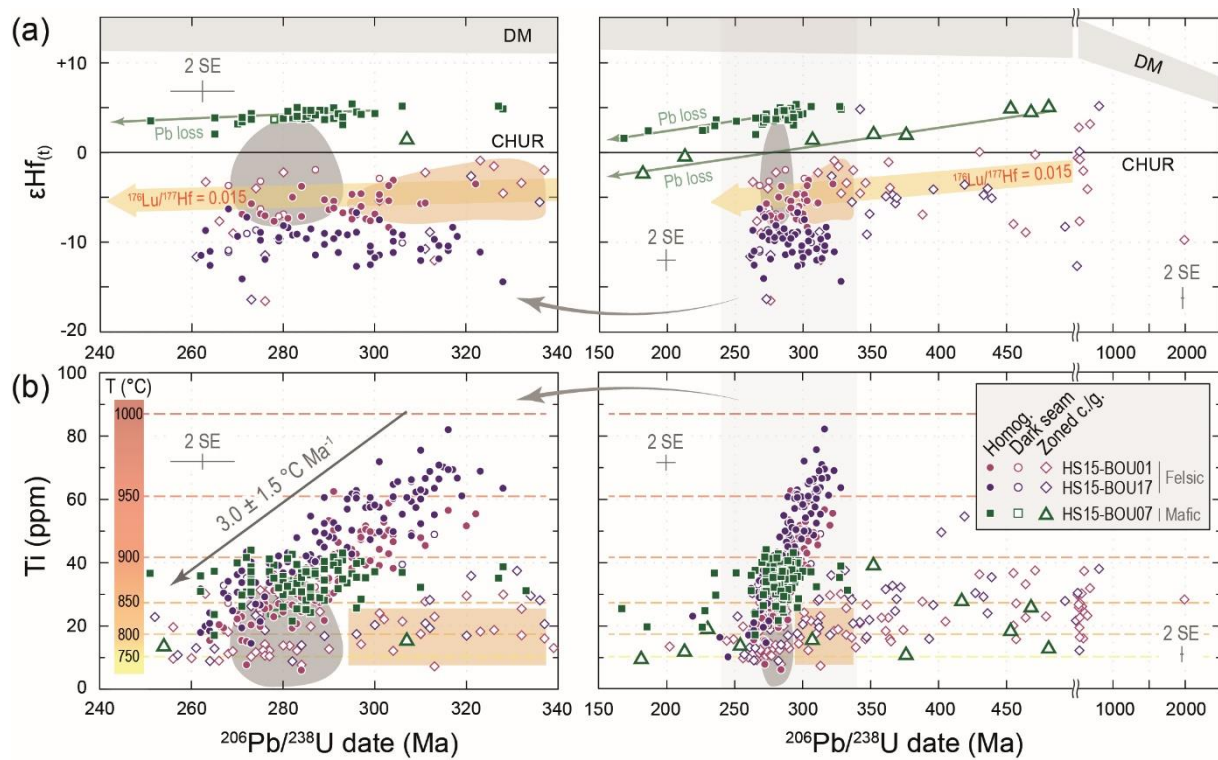 (a)
+10
0
-10
-20
εHf(t)
DM
2 SE
Pb loss
CHUR
¹⁷⁶Lu/¹⁷⁷Hf = 0.015
240 260 280 300 320 340
DM
Pb loss
Pb loss
CHUR
¹⁷⁶Lu/¹⁷⁷Hf = 0.015
2 SE
2 SE
150 200 250 300 350 400 450 1000 2000
(b)
100
80
60
40
20
0
Ti (ppm)
T (°C)
1000
950
900
850
800
750
2 SE
3.0 ± 1.5 °C Ma⁻¹
240 260 280 300 320 340
²⁰⁶Pb/²³⁸U date (Ma)
2 SE
2 SE
Homog.
Dark seam
Zoned c./g.
HS15-BOU01
HS15-BOU17
Felsic
HS15-BOU07
Mafic
150 200 250 300 350 400 450 1000 2000
²⁰⁶Pb/²³⁸U date (Ma)